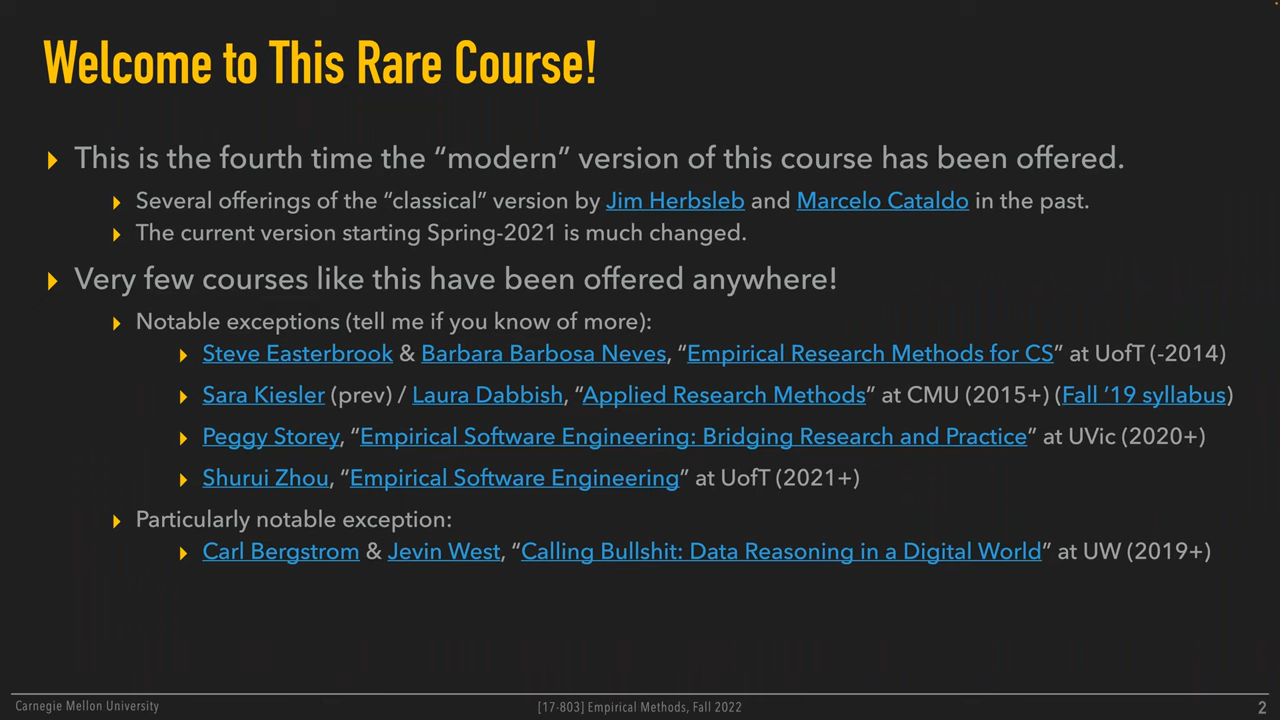 Welcome to This Rare Course!
This is the fourth time the “modern” version of this course has been offered.
Several offerings of the “classical” version by Jim Herbsleb and Marcelo Cataldo in the past.
The current version starting Spring-2021 is much changed.
Very few courses like this have been offered anywhere!
Notable exceptions (tell me if you know of more):
Steve Easterbrook & Barbara Barbosa Neves, “Empirical Research Methods for CS” at UofT (-2014)
Sara Kiesler (prev) / Laura Dabbish, “Applied Research Methods” at CMU (2015+) (Fall ’19 syllabus)
Peggy Storey, “Empirical Software Engineering: Bridging Research and Practice” at UVic (2020+)
Shurui Zhou, “Empirical Software Engineering” at UofT (2021+)
Particularly notable exception:
Carl Bergstrom & Jevin West, “Calling Bullshit: Data Reasoning in a Digital World” at UW (2019+)
Carnegie Mellon University
[17-803] Empirical Methods, Fall 2022
2